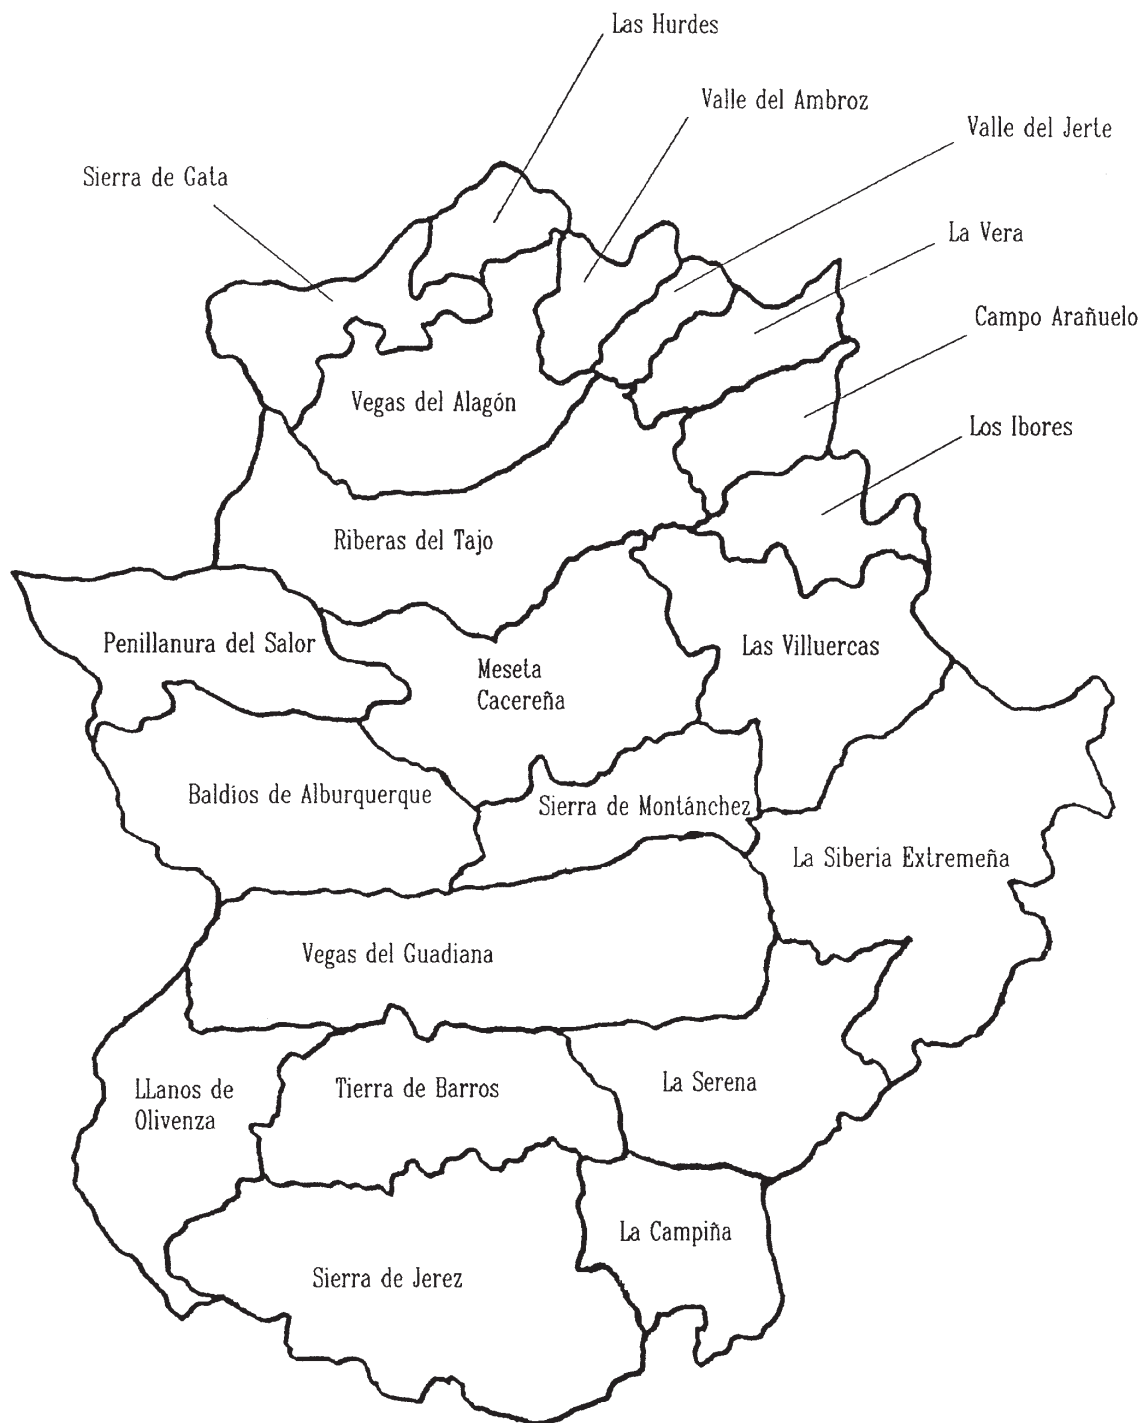 Las Hurdes
Valle del Ambroz
Valle del Jerte
Sierra de Gata
La Vera
Campo Arañuelo
Vegas del Alagón
Los Ibores
Riberas del Tajo
Penillanura del Salor
Las Villuercas
Meseta
Cacereña
Baldíos de Alburquerque
Sierra de Montánchez
La Siberia Extremeña
Vegas del Guadiana
LLanos de
Olivenza
Tierra de Barros
La Serena
La Campiña
Sierra de Jerez